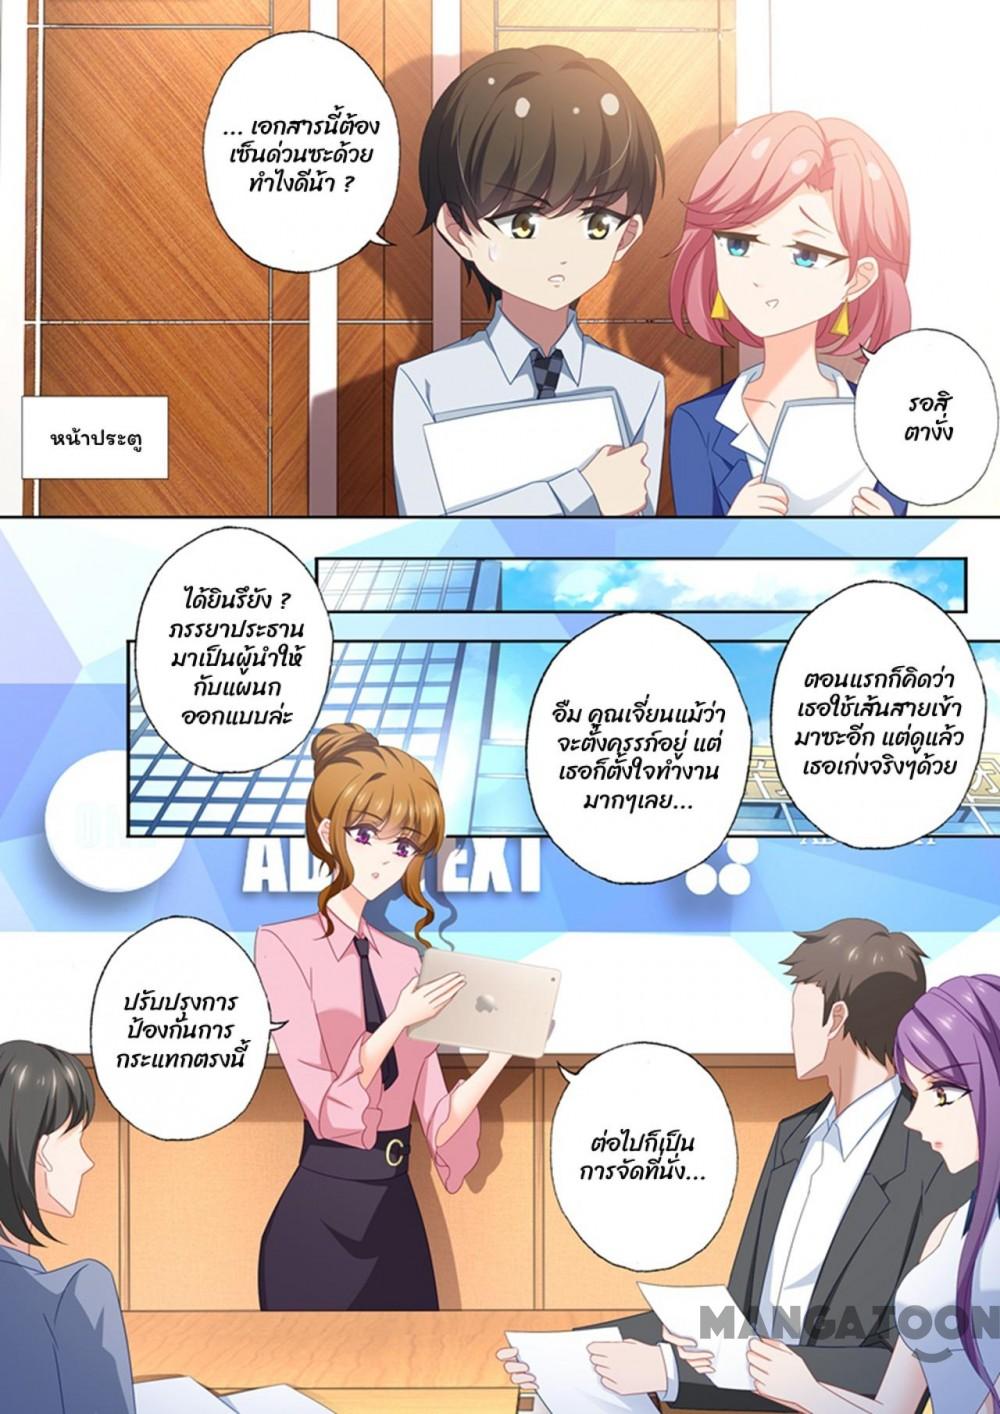 ... เอกสารนี้ต้อง
เซ็นด่วนซะด้วย
ทำไงดีน้า ?
รอสิ
ตางั่ง
หน้าประตู
ได้ยินรึยัง ?
ภรรยาประธาน
มาเป็นผู้นำให้
กับแผนก
ออกแบบล่ะ
อืม คุณเจี่ยนแม้ว่า
จะตั้งครรภ์อยู่ แต่
เธอก็ตั้งใจทำงาน
มากๆเลย...
ตอนแรกก็คิดว่า
เธอใช้เส้นสายเข้า
มาซะอีก แต่ดูแล้ว
เธอเก่งจริงๆด้วย
ปรับปรุงการ
ป้องกันการ
กระแทกตรงนี้
ต่อไปก็เป็น
การจัดที่นั่ง...
MANGATOON